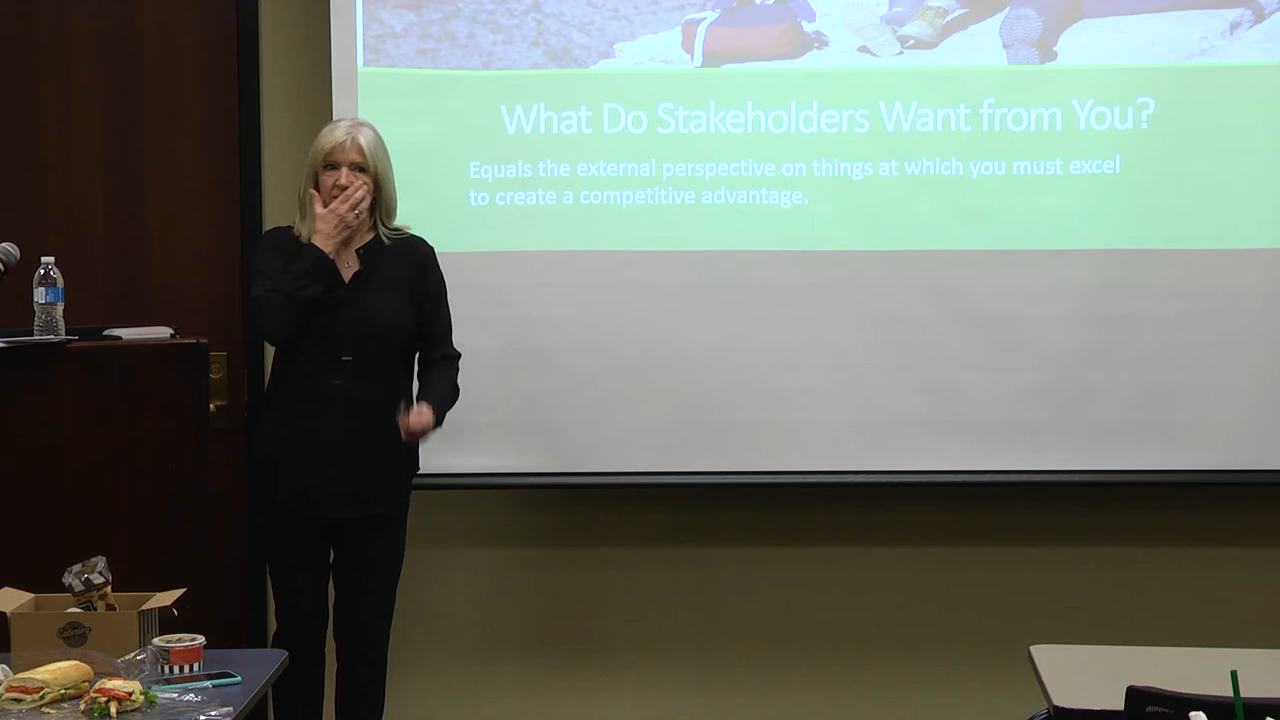 What Do Stakeholders Want from You?
Equals the external perspective on things at which you must excel
to create a competitive advantage.
Catering